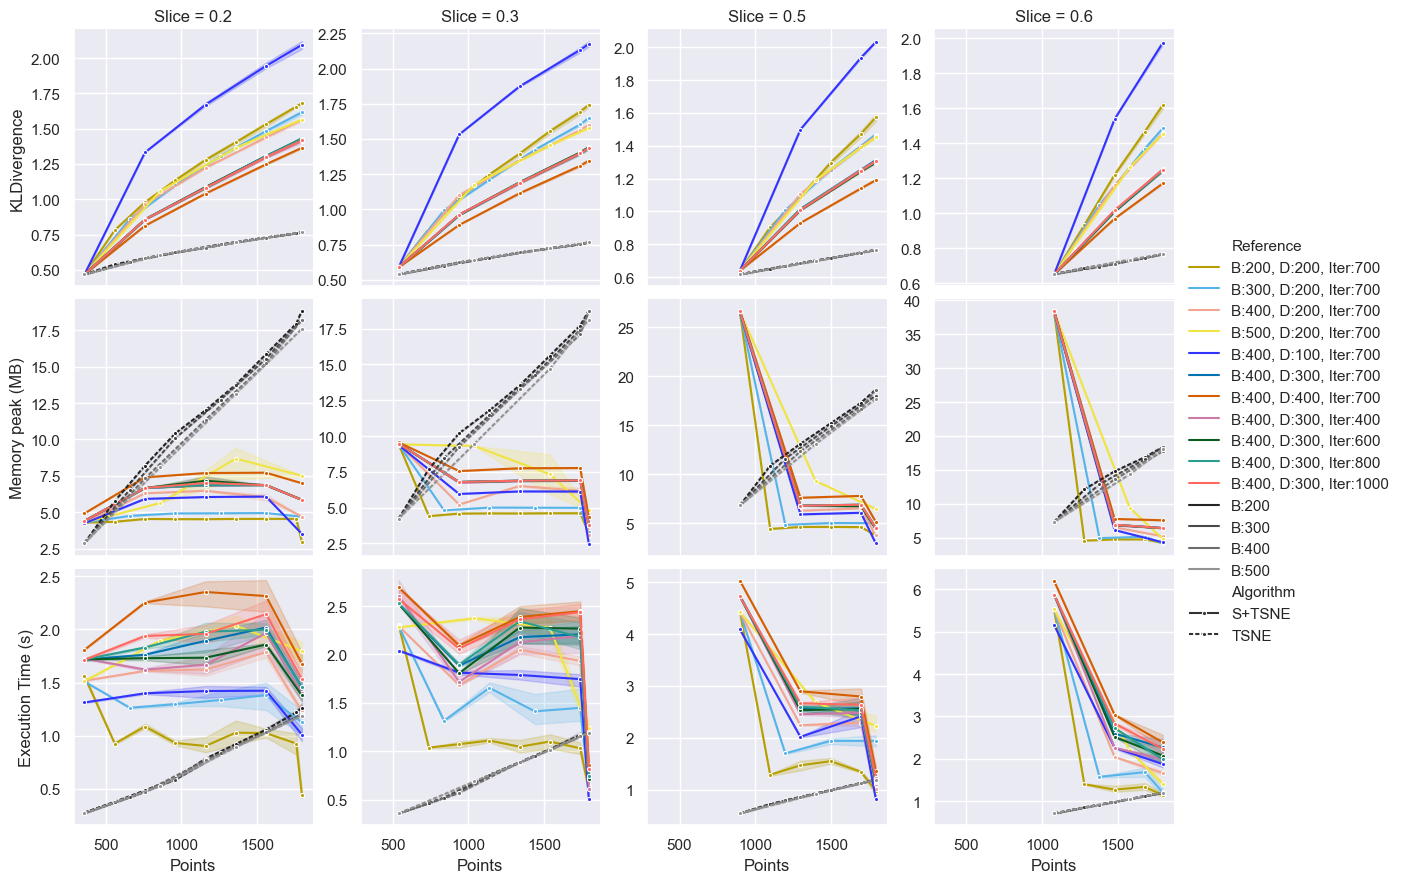 Slice = 0.2
Slice = 0.3
Slice = 0.5
Slice = 0.6
KLDivergence
2.00
1.75
1.50
1.25
1.00
0.75
0.50
2.25
2.00
1.75
1.50
1.25
1.00
0.75
0.50
2.0
1.8
1.6
1.4
1.2
1.0
0.8
0.6
2.0
1.8
1.6
1.4
1.2
1.0
0.8
0.6
Memory peak (MB)
17.5
15.0
12.5
10.0
7.5
5.0
2.5
17.5
15.0
12.5
10.0
7.5
5.0
2.5
25
20
15
10
5
40
35
30
25
20
15
10
5
Execution Time (s)
2.5
2.0
1.5
1.0
0.5
2.5
2.0
1.5
1.0
0.5
5
4
3
2
1
6
5
4
3
2
1
500 1000 1500
500 1000 1500
500 1000 1500
500 1000 1500
Points
Points
Points
Points
Reference
B:200, D:200, Iter:700
B:300, D:200, Iter:700
B:400, D:200, Iter:700
B:500, D:200, Iter:700
B:400, D:100, Iter:700
B:400, D:300, Iter:700
B:400, D:400, Iter:700
B:400, D:300, Iter:400
B:400, D:300, Iter:600
B:400, D:300, Iter:800
B:400, D:300, Iter:1000
B:200
B:300
B:400
B:500
Algorithm
S+TSNE
TSNE